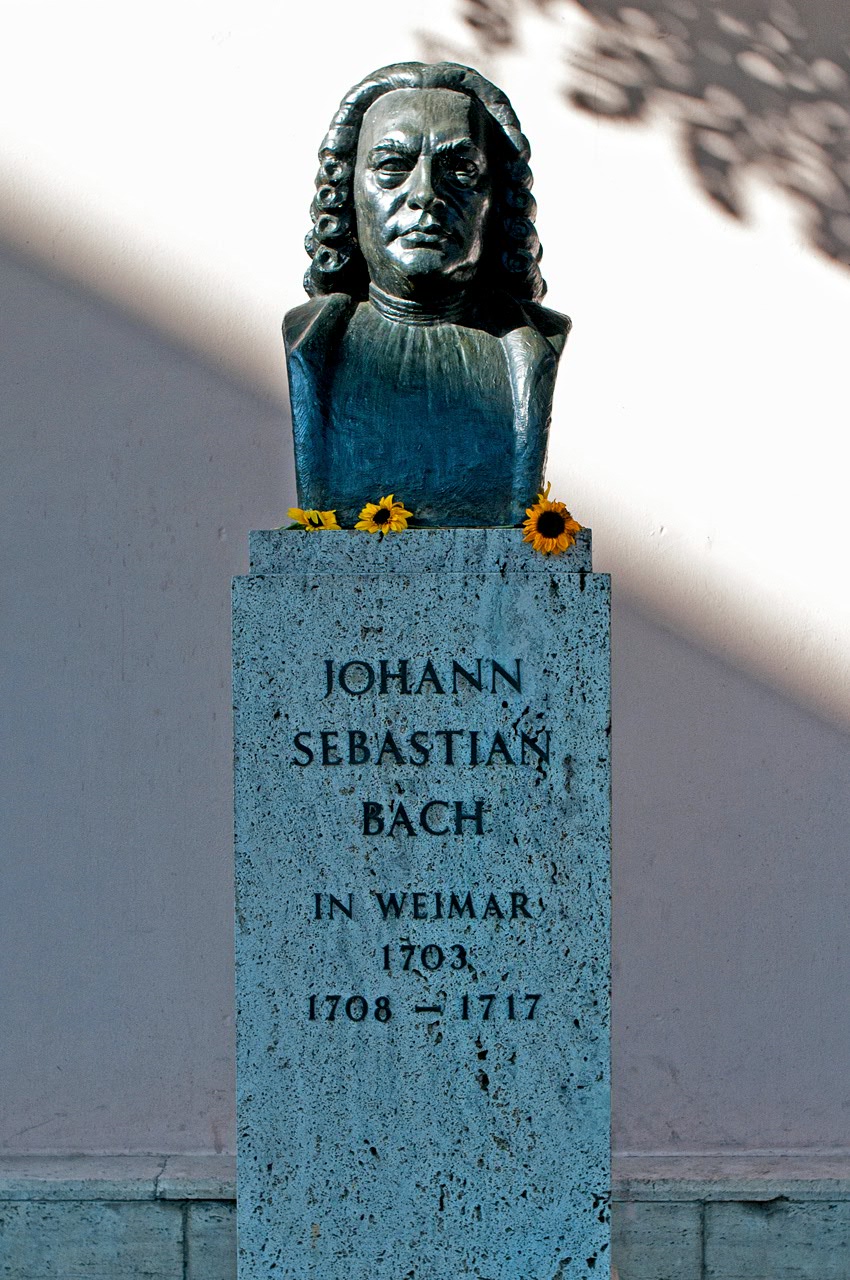 JOHANN
SEBASTIAN
BACH
IN WEIMAR
1703
1708 – 1717